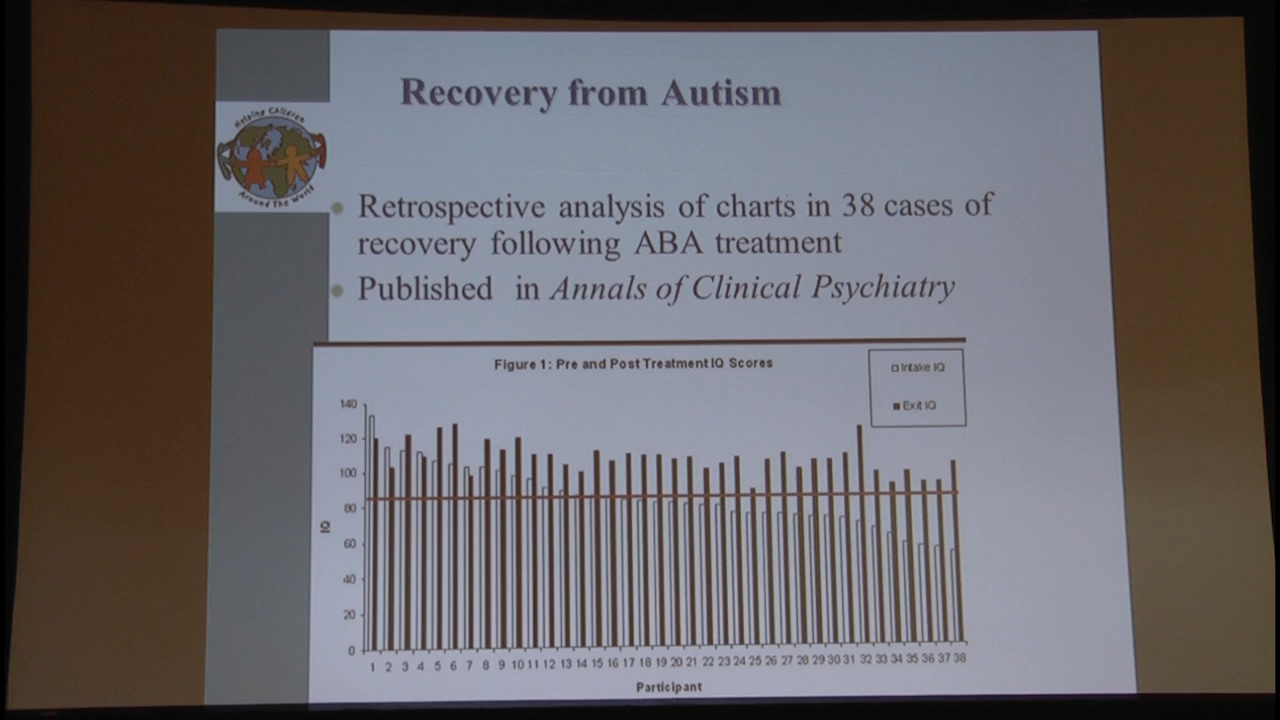 Recovery from Autism
Helping Children
Around The World
Retrospective analysis of charts in 38 cases of
recovery following ABA treatment
Published in Annals of Clinical Psychiatry
Figure 1: Pre and Post Treatment IQ Scores
Intake IQ
Exit IQ
140
120
100
80
60
40
20
0
IQ
1 2 3 4 5 6 7 8 9 10 11 12 13 14 15 16 17 18 19 20 21 22 23 24 25 26 27 28 29 30 31 32 33 34 35 36 37 38
Participant